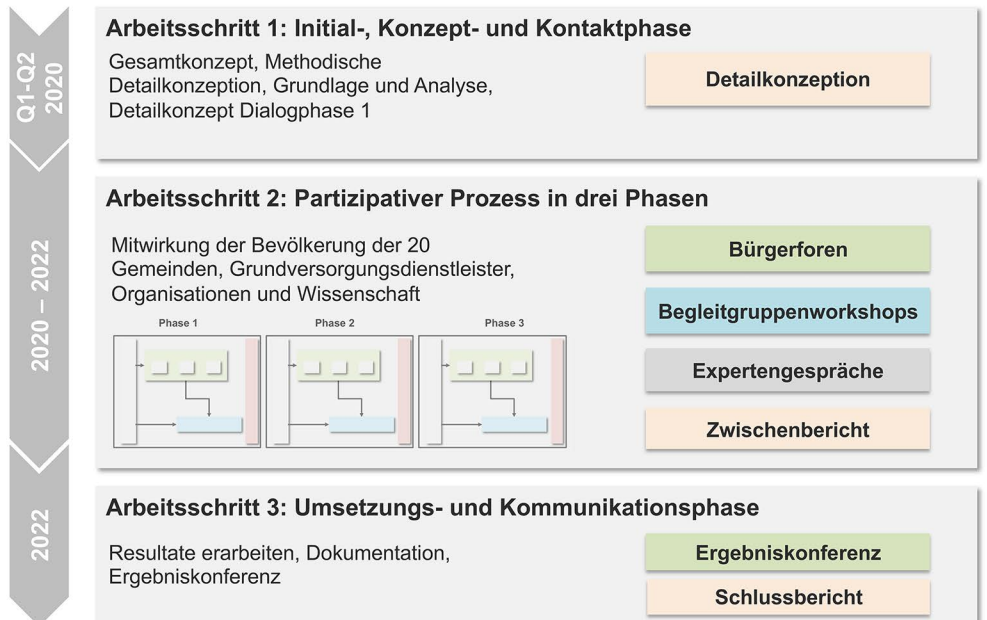 Q1-Q2
2020
Arbeitsschritt 1: Initial-, Konzept- und Kontaktphase
Gesamtkonzept, Methodische
Detailkonzeption, Grundlage und Analyse,
Detailkonzept Dialogphase 1
Detailkonzeption
2020 – 2022
Arbeitsschritt 2: Partizipativer Prozess in drei Phasen
Mitwirkung der Bevölkerung der 20
Gemeinden, Grundversorgungsdienstleister,
Organisationen und Wissenschaft
Phase 1
Phase 2
Phase 3
Bürgerforen
Begleitgruppenworkshops
Expertengespräche
Zwischenbericht
2022
Arbeitsschritt 3: Umsetzungs- und Kommunikationsphase
Resultate erarbeiten, Dokumentation,
Ergebniskonferenz
Ergebniskonferenz
Schlussbericht